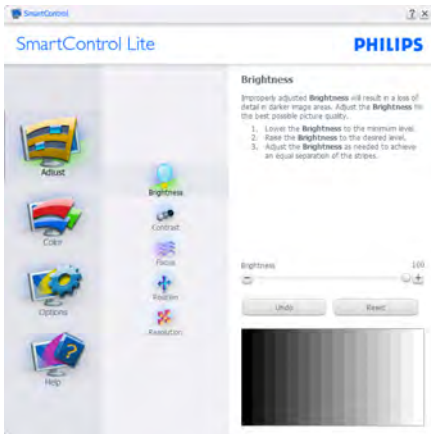 SmartControl
SmartControl Lite
PHILIPS
Adjust
Color
Options
Help
Brightness
Contrast
Focus
Position
Resolution
Brightness
Improperly adjusted Brightness will result in a loss of
detail in darker image areas. Adjust the Brightness for
the best possible picture quality.
1. Lower the Brightness to the minimum level.
2. Raise the Brightness to the desired level.
3. Adjust the Brightness as needed to achieve
an equal separation of the stripes.
Brightness 100
Undo Reset